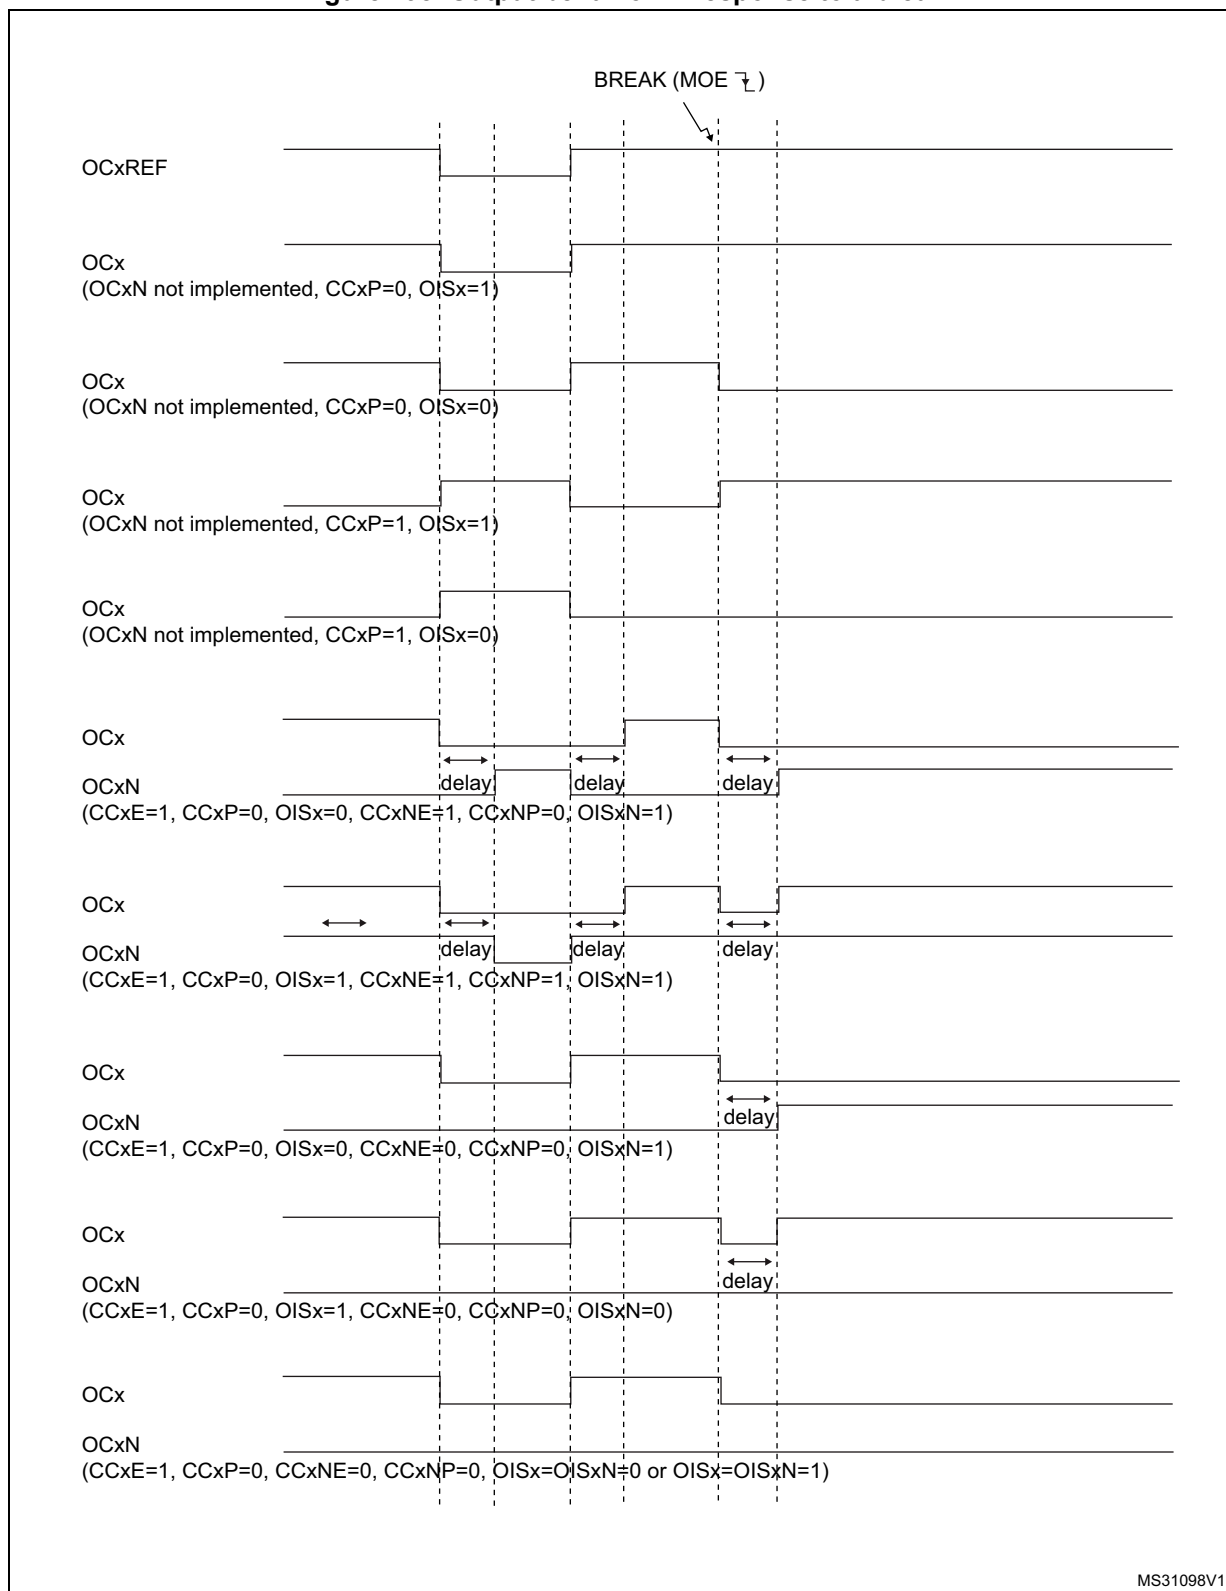 BREAK (MOE )
OCxREF
OCx
(OCxN not implemented, CCxP=0, OISx=1)
OCx
(OCxN not implemented, CCxP=0, OISx=0)
OCx
(OCxN not implemented, CCxP=1, OISx=1)
OCx
(OCxN not implemented, CCxP=1, OISx=0)
OCx
delay delay delay
OCxN
(CCxE=1, CCxP=0, OISx=0, CCxNE=1, CCxNP=0, OISxN=1)
OCx
delay delay delay
OCxN
(CCxE=1, CCxP=0, OISx=1, CCxNE=1, CCxNP=1, OISxN=1)
OCx
delay
OCxN
(CCxE=1, CCxP=0, OISx=0, CCxNE=0, CCxNP=0, OISxN=1)
OCx
delay
OCxN
(CCxE=1, CCxP=0, OISx=1, CCxNE=0, CCxNP=0, OISxN=0)
OCx
OCxN
(CCxE=1, CCxP=0, CCxNE=0, CCxNP=0, OISx=OISxN=0 or OISx=OISxN=1)
MS31098V1